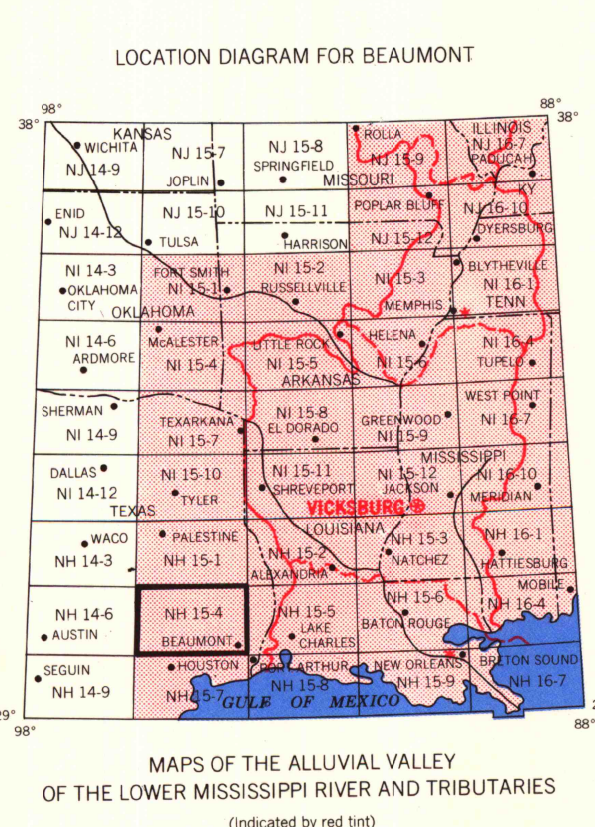 LOCATION DIAGRAM FOR BEAUMONT
98°
88°
38°
38°
KANSAS
WICHITA
NJ 14-9
NJ 15-7
JOPLIN
NJ 15-8
SPRINGFIELD
MISSOURI
ROLLA
NJ 15-9
ILLINOIS
NJ 16-7
PADUCAH
KY
ENID
NJ 14-12
NJ 15-10
TULSA
NJ 15-11
HARRISON
POPLAR BLUFF
NJ 15-12
NJ 16-10
DYERSBURG
NI 14-3
OKLAHOMA
CITY
OKLAHOMA
FORT SMITH
NI 15-1
NI 15-2
RUSSELLVILLE
NI 15-3
MEMPHIS
BLYTHEVILLE
NI 16-1
TENN
NI 14-6
ARDMORE
McALESTER
NI 15-4
LITTLE ROCK
NI 15-5
ARKANSAS
HELENA
NI 15-6
NI 16-4
TUPELO
SHERMAN
NI 14-9
TEXARKANA
NI 15-7
NI 15-8
EL DORADO
GREENWOOD
NI 15-9
WEST POINT
NI 16-7
MISSISSIPPI
DALLAS
NI 14-12
TEXAS
NI 15-10
TYLER
NI 15-11
SHREVEPORT
NI 15-12
JACKSON
VICKSBURG
NI 16-10
MERIDIAN
LOUISIANA
WACO
NH 14-3
PALESTINE
NH 15-1
NH 15-2
ALEXANDRIA
NH 15-3
NATCHEZ
NH 16-1
HATTIESBURG
NH 14-6
AUSTIN
NH 15-4
BEAUMONT
NH 15-5
LAKE
CHARLES
NH 15-6
BATON ROUGE
MOBILE
NH 16-4
SEGUIN
NH 14-9
HOUSTON
NH 15-7
PORT ARTHUR
NH 15-8
NEW ORLEANS
NH 15-9
BRETON SOUND
NH 16-7
GULF OF MEXICO
29°
98°
88°
MAPS OF THE ALLUVIAL VALLEY
OF THE LOWER MISSISSIPPI RIVER AND TRIBUTARIES
(Indicated by red tint)